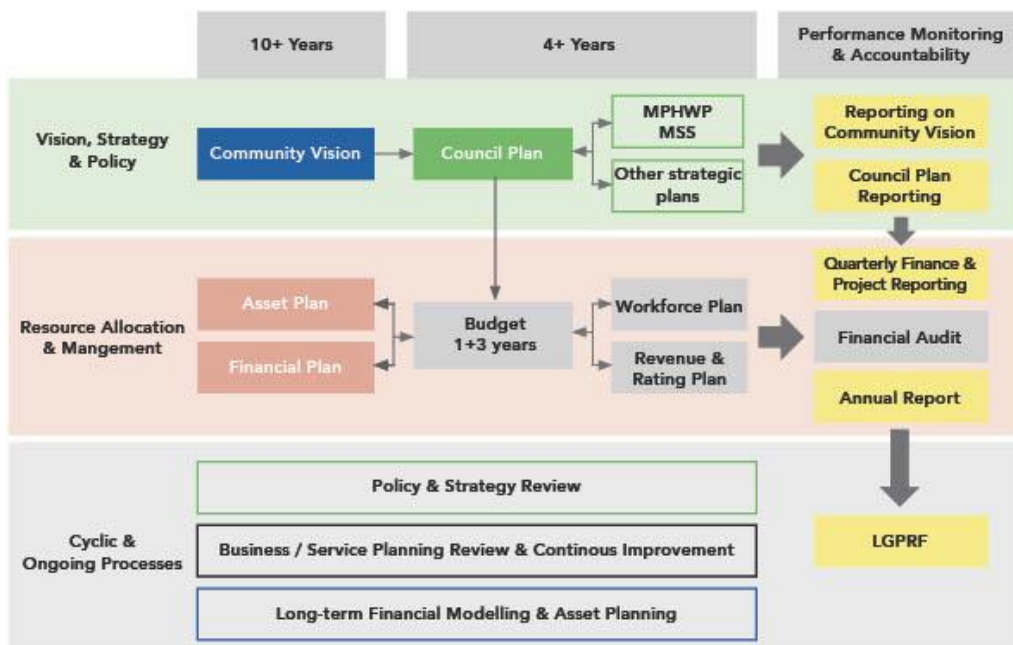 10+ Years
4+ Years
Performance Monitoring
& Accountability
Vision, Strategy
& Policy
Community Vision
Council Plan
MPHWP
MSS
Other strategic
plans
Reporting on
Community Vision
Council Plan
Reporting
Resource Allocation
& Mangement
Asset Plan
Financial Plan
Budget
1+3 years
Workforce Plan
Revenue &
Rating Plan
Quarterly Finance &
Project Reporting
Financial Audit
Annual Report
Cyclic &
Ongoing Processes
Policy & Strategy Review
Business / Service Planning Review & Continous Improvement
Long-term Financial Modelling & Asset Planning
LGPRF